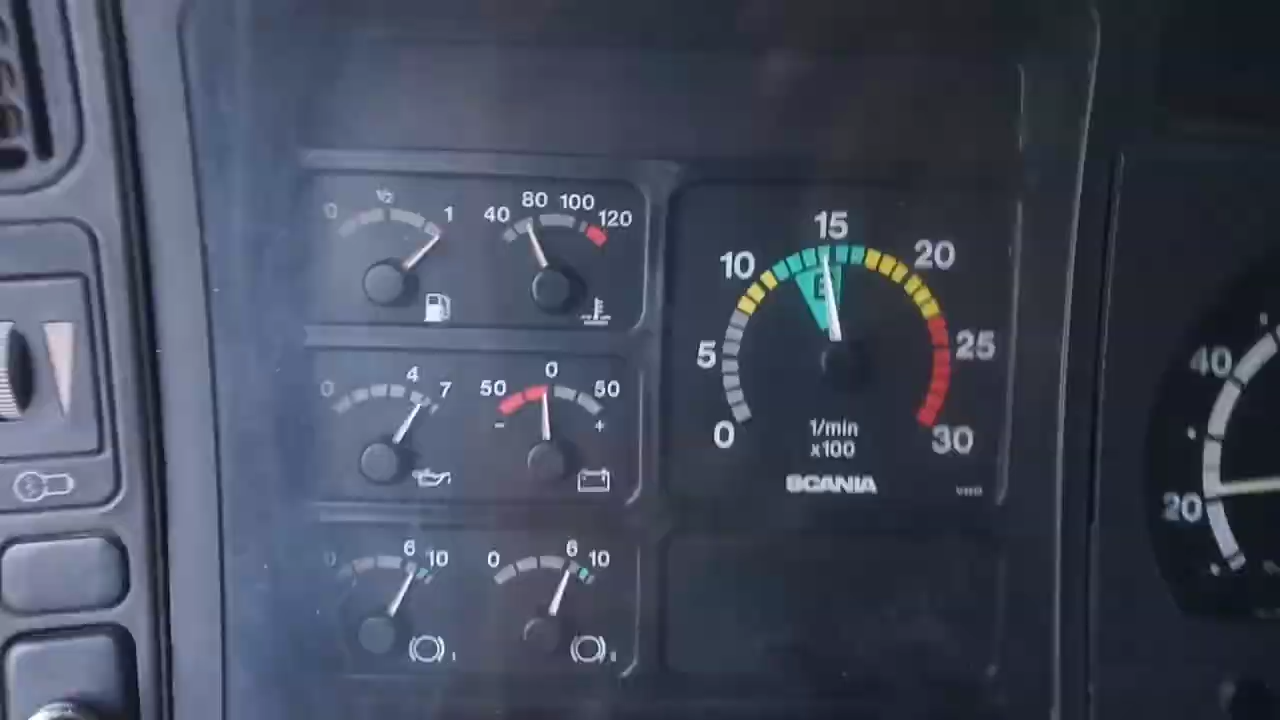 0 1/2 1
40 80 100 120
0 4 7
50 0 50
- +
0 6 10
0 6 10
0 5 10 15 20 25 30
E
1/min
x100
SCANIA
VDO
20 40